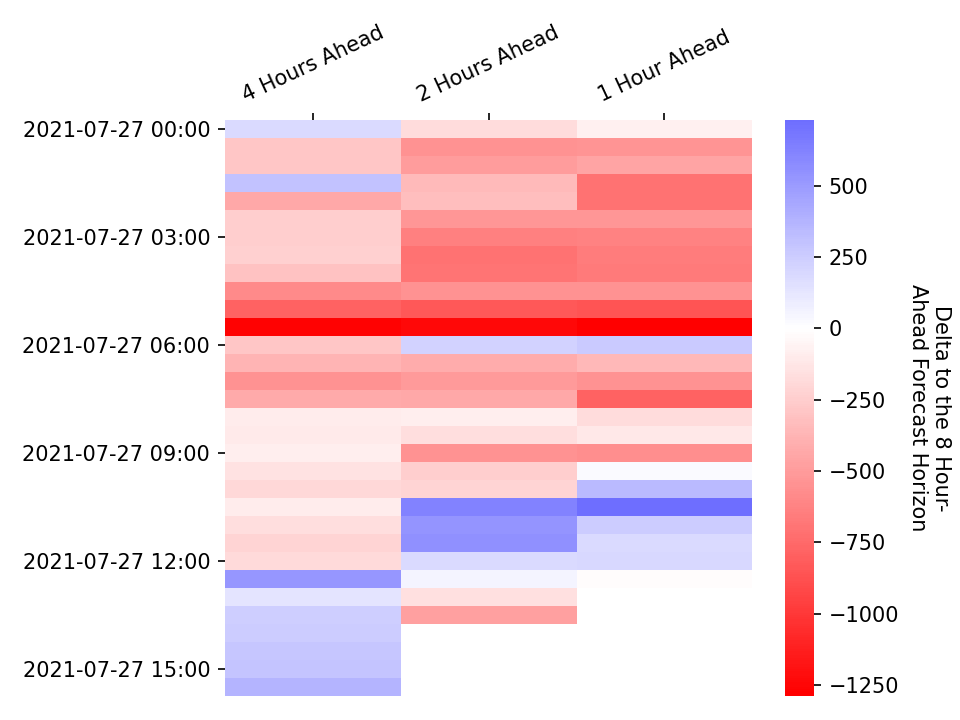 4 Hours Ahead
2 Hours Ahead
1 Hour Ahead
2021-07-27 00:00
2021-07-27 03:00
2021-07-27 06:00
2021-07-27 09:00
2021-07-27 12:00
2021-07-27 15:00
500
250
0
−250
−500
−750
−1000
−1250
Delta to the 8 Hour-
Ahead Forecast Horizon